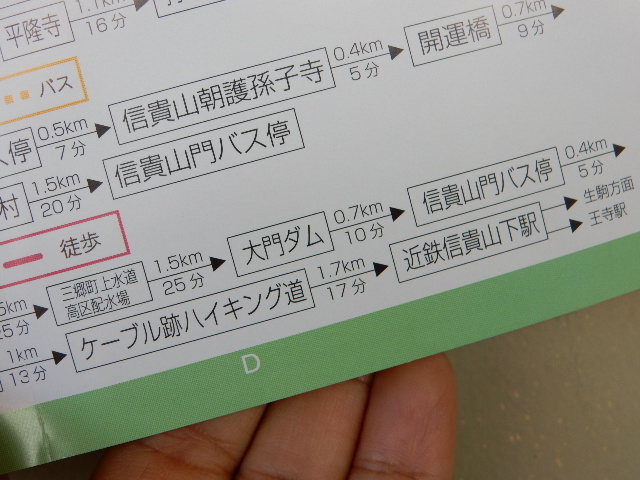 平隆寺
1.1km
16分
バス
停 0.5km 7分 信貴山朝護孫子寺 0.4km 5分 開運橋 0.7km 9分
村 1.5km 20分 信貴山門バス停
徒歩
5km 25分 三郷町上水道 高区配水場 1.5km 25分 大門ダム 0.7km 10分 信貴山門バス停 0.4km 5分
1km 13分 ケーブル跡ハイキング道 1.7km 17分 近鉄信貴山下駅 生駒方面
王寺駅
D